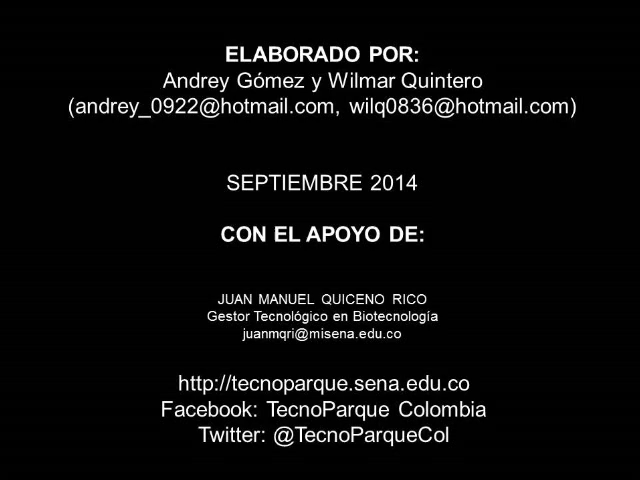 ELABORADO POR:
Andrey Gómez y Wilmar Quintero
(andrey_0922@hotmail.com, wilq0836@hotmail.com)
SEPTIEMBRE 2014
CON EL APOYO DE:
JUAN MANUEL QUICENO RICO
Gestor Tecnológico en Biotecnología
juanmqri@misena.edu.co
http://tecnoparque.sena.edu.co
Facebook: TecnoParque Colombia
Twitter: @TecnoParqueCol